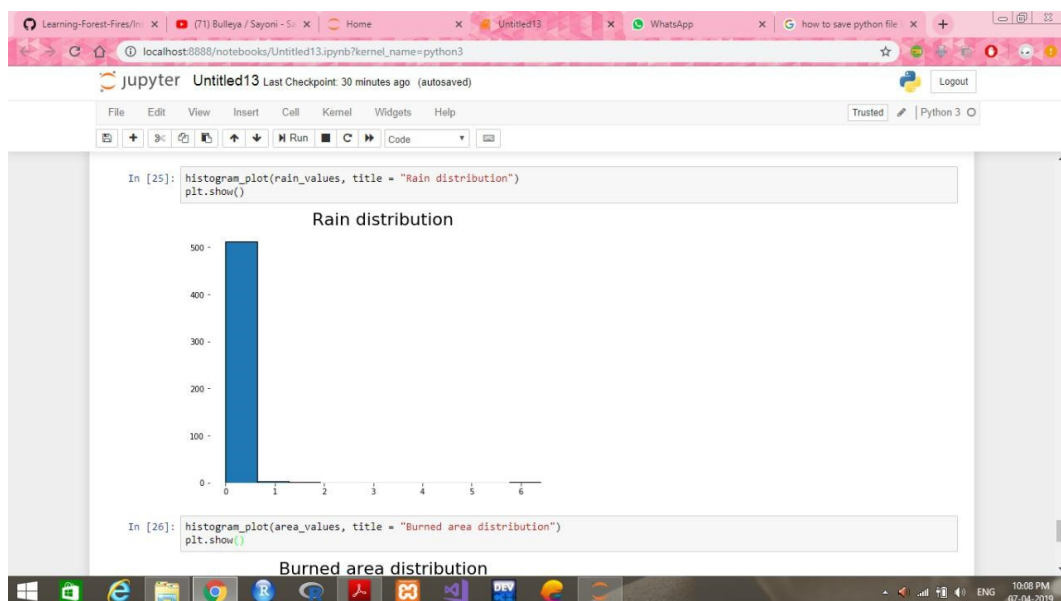 Learning-Forest-Fires/In
(71) Bulleya / Sayoni - Sa
Home
Untitled13
WhatsApp
how to save python file
localhost:8888/notebooks/Untitled13.ipynb?kernel_name=python3
jupyter Untitled13 Last Checkpoint: 30 minutes ago (autosaved)
Logout
File Edit View Insert Cell Kernel Widgets Help
Trusted Python 3
Run Code
In [25]: histogram_plot(rain_values, title = "Rain distribution")
plt.show()
Rain distribution
500
400
300
200
100
0
0 1 2 3 4 5 6
In [26]: histogram_plot(area_values, title = "Burned area distribution")
plt.show()
Burned area distribution
DEV
ENG
10:08 PM
07-04-2019